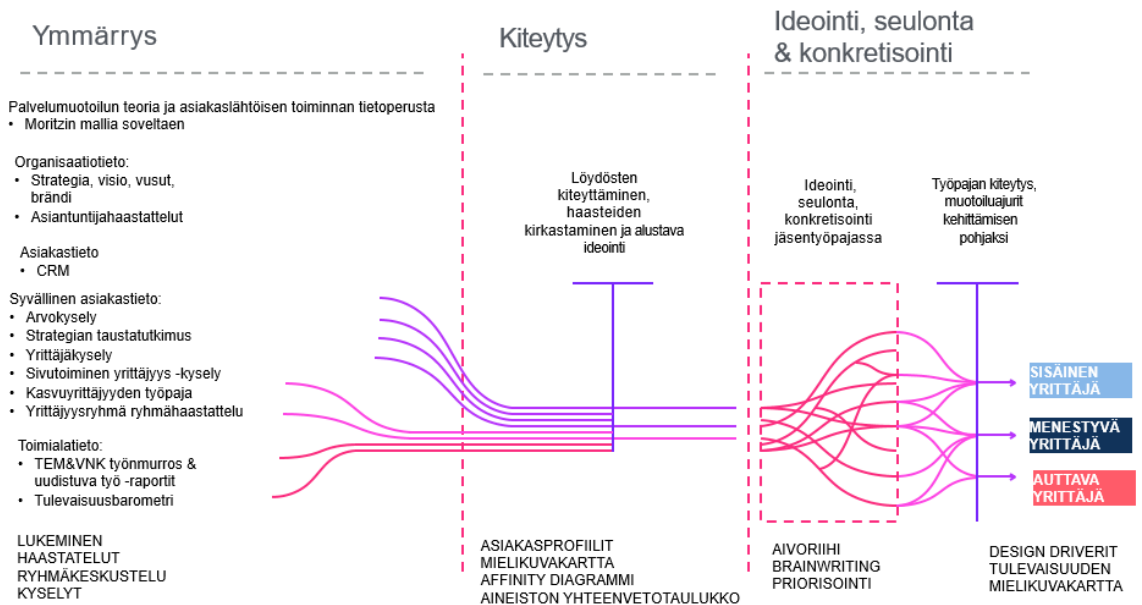 Ymmärrys
Palvelumuotoilun teoria ja asiakaslähtöisen toiminnan tietoperusta
• Moritzin mallia soveltaen
Organisaatiotieto:
• Strategia, visio, vusut,
brändi
• Asiantuntijahaastattelut
Asiakastieto
• CRM
Syvällinen asiakastieto:
• Arvokysely
• Strategian taustatutkimus
• Yrittäjäkysely
• Sivutoiminen yrittäjyys -kysely
• Kasvuyrittäjyyden työpaja
• Yrittäjyysryhmä ryhmähaastattelu
Toimialatieto:
• TEM&VNK työnmurros &
uudistuva työ -raportit
• Tulevaisuusbarometri
LUKEMINEN
HAASTATELUT
RYHMÄKESKUSTELU
KYSELYT
Kiteytys
Löydösten
kiteyttäminen,
haasteiden
kirkastaminen ja alustava
ideointi
ASIAKASPROFIILIT
MIELIKUVAKARTTA
AFFINITY DIAGRAMMI
AINEISTON YHTEENVETOTAULUKKO
Ideointi, seulonta
& konkretisointi
Ideointi,
seulonta,
konkretisointi
jäsentyöpajassa
Työpajan kiteytys,
muotoiluajurit
kehittämisen
pohjaksi
SISÄINEN
YRITTÄJÄ
MENESTYVÄ
YRITTÄJÄ
AUTTAVA
YRITTÄJÄ
AIVORIIHI
BRAINWRITING
PRIORISOINTI
DESIGN DRIVERIT
TULEVAISUUDEN
MIELIKUVAKARTTA